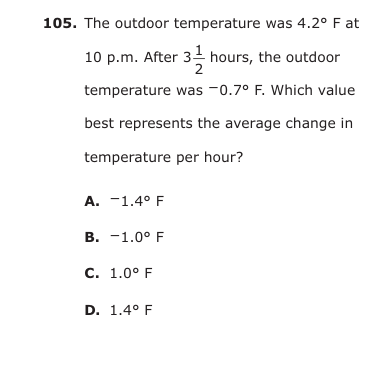 105. The outdoor temperature was 4.2° F at
10 p.m. After 3 1/2 hours, the outdoor
temperature was −0.7° F. Which value
best represents the average change in
temperature per hour?
A. −1.4° F
B. −1.0° F
C. 1.0° F
D. 1.4° F